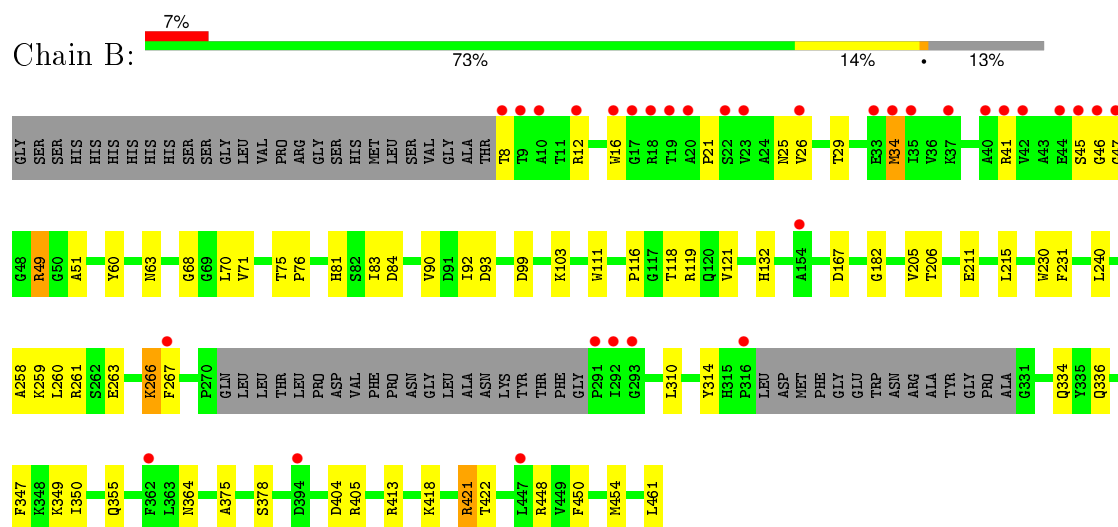 7%
Chain B:
73% 14% • 13%
GLY SER SER HIS HIS HIS HIS HIS HIS SER SER GLY LEU VAL PRO ARG GLY SER HIS MET LEU SER VAL GLY ALA THR T8 T9 A10 T11 R12 W16 G17 R18 T19 A20 P21 S22 V23 A24 N25 V26 T29 E33 M34 I35 V36 K37 A40 R41 V42 A43 E44 S45 G46 G47
G48 R49 G50 A51 Y60 N63 G68 G69 L70 V71 T75 P76 H81 S82 I83 D84 V90 D91 I92 D93 D99 K103 W111 P116 G117 T118 R119 Q120 V121 H132 A154 D167 G182 V205 T206 E211 L215 W230 F231 L240
A258 K259 L260 R261 S262 E263 K266 F267 P270 GLN LEU LEU THR LEU PRO ASP VAL PHE PRO ASN GLY LEU ALA ASN LYS TYR THR PHE GLY P291 I292 G293 L310 Y314 H315 P316 LEU ASP MET PHE GLY GLU TRP ASN ARG ALA TYR GLY PRO ALA G331 Q334 Y335 Q336
F347 K348 K349 I350 Q355 F362 L363 N364 A375 S378 D394 D404 R405 R413 K418 R421 T422 L447 R448 V449 F450 M454 L461